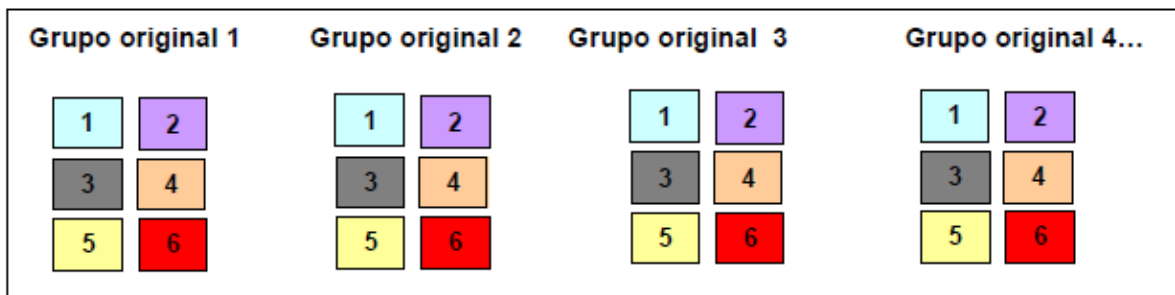 Grupo original 1 Grupo original 2 Grupo original 3 Grupo original 4...
1 2 1 2 1 2 1 2
3 4 3 4 3 4 3 4
5 6 5 6 5 6 5 6